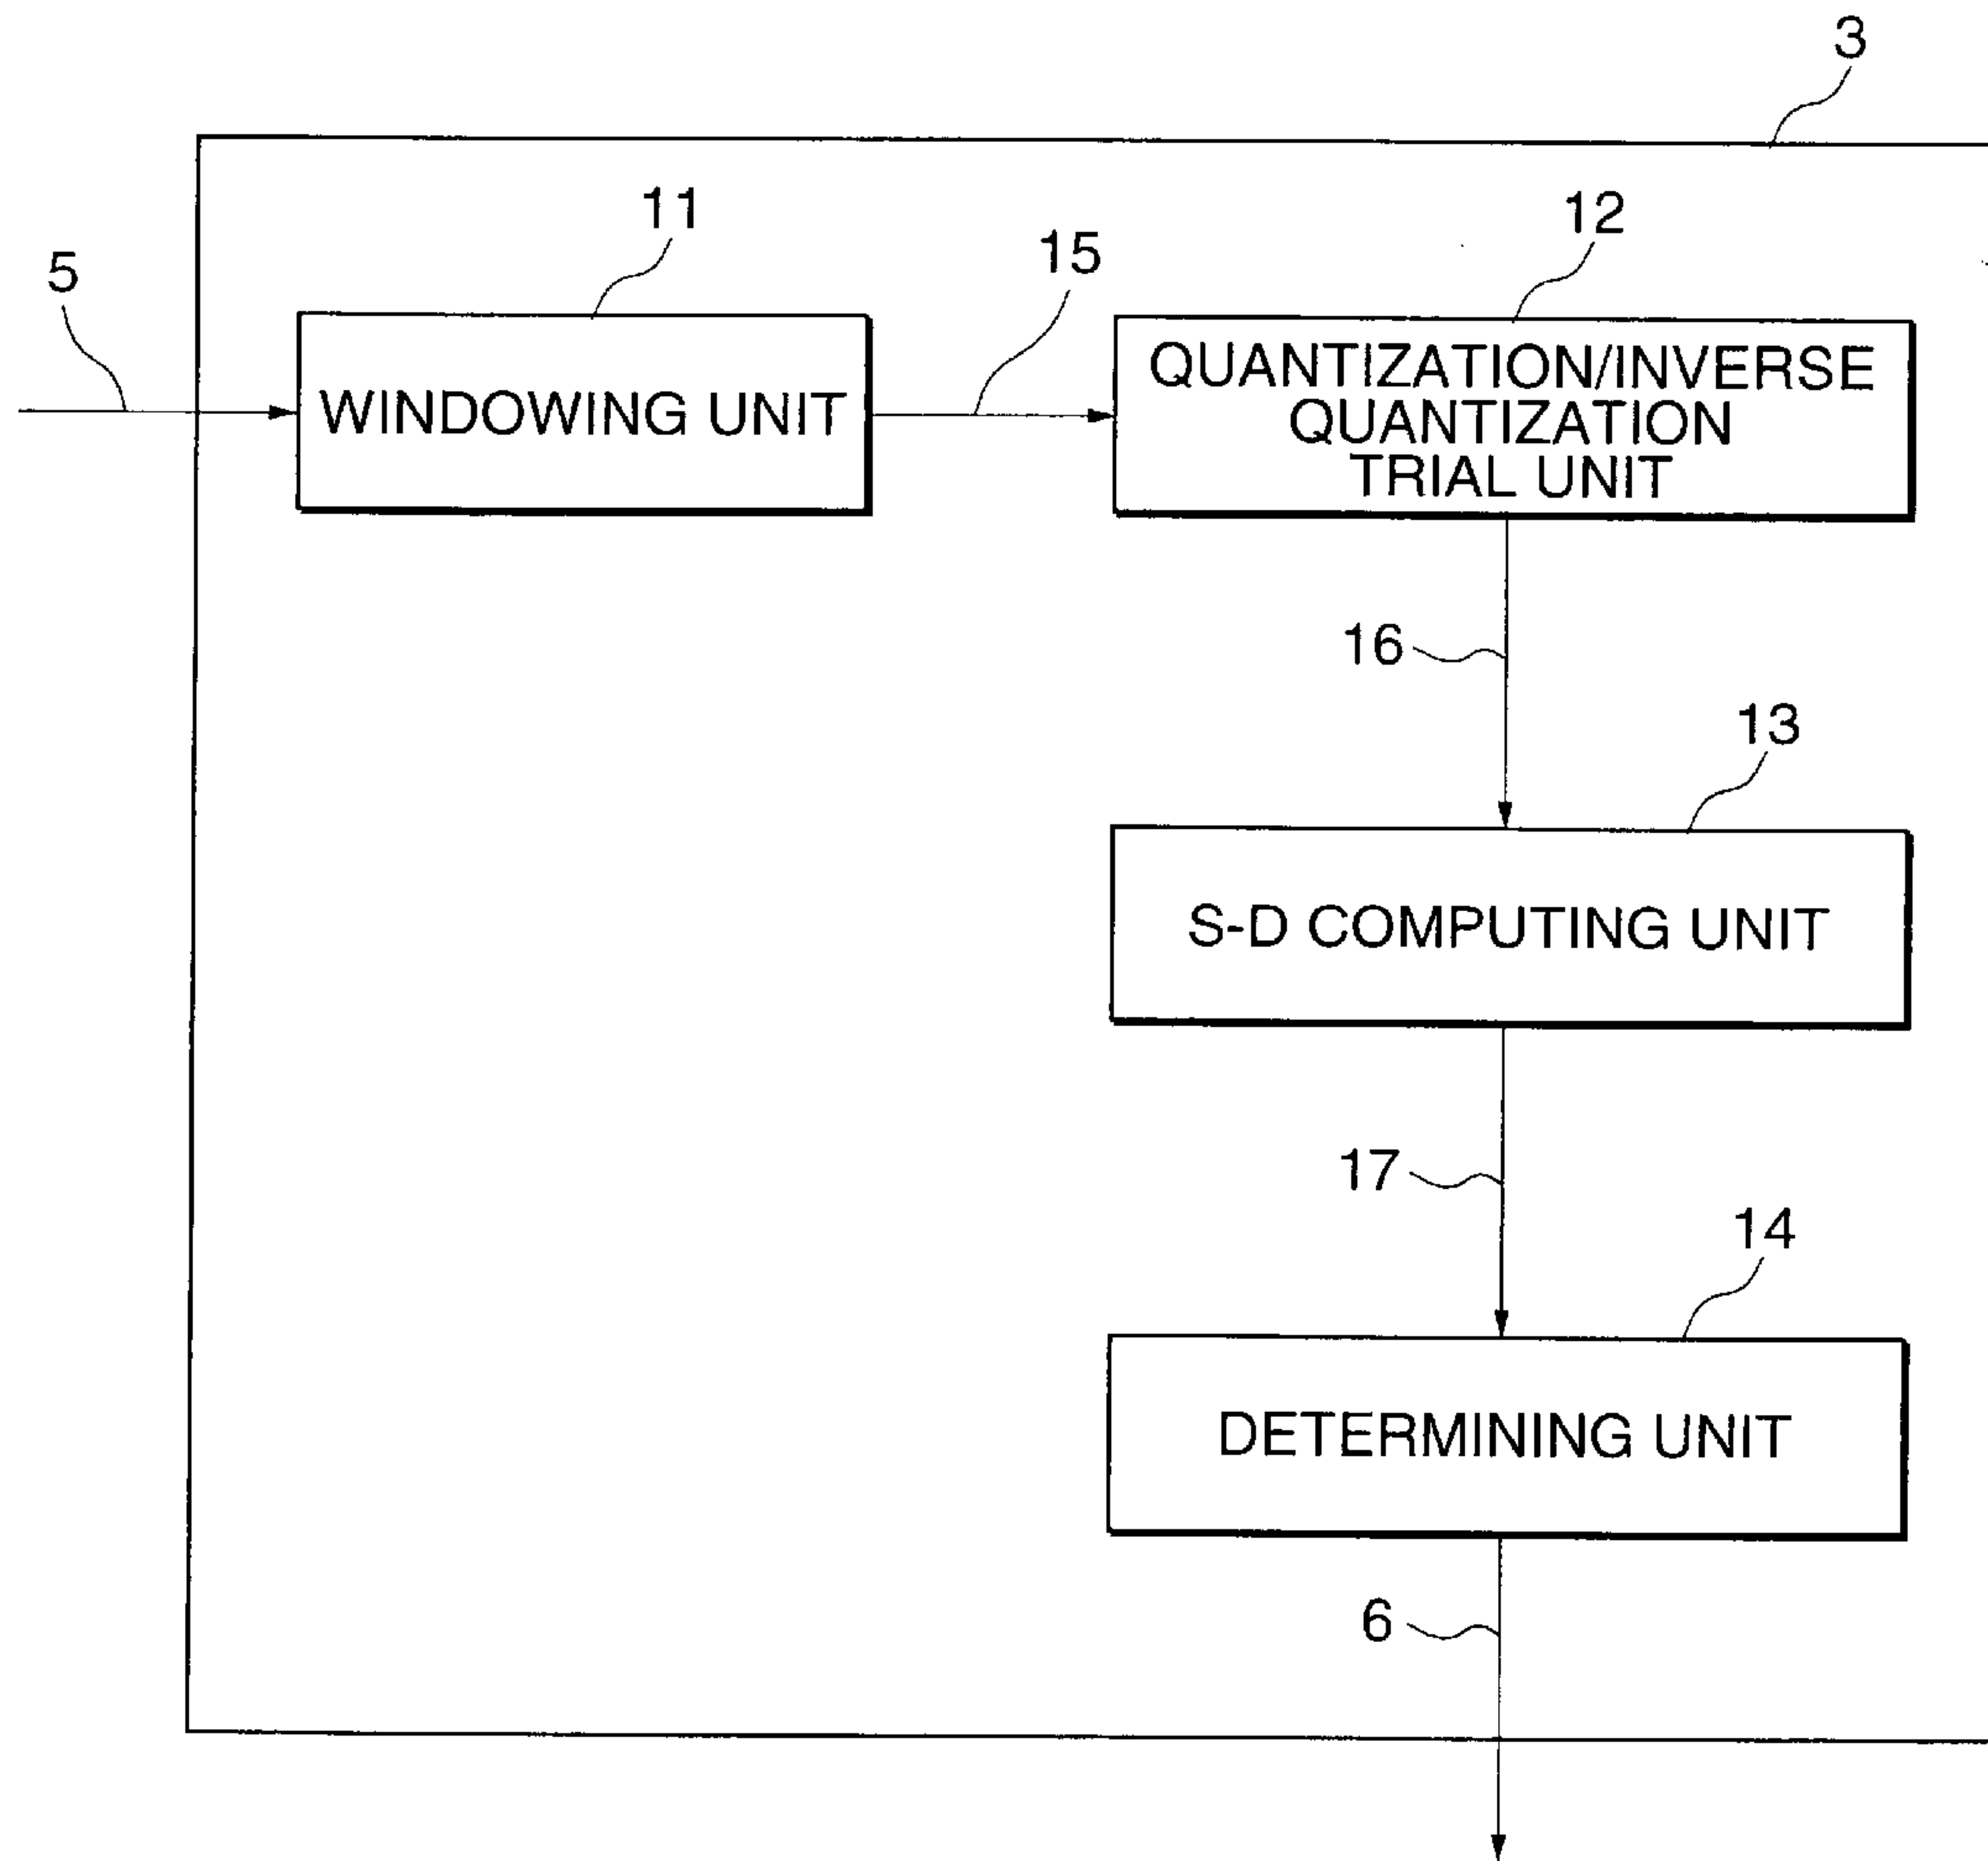 3
11
12
15
5
WINDOWING UNIT
QUANTIZATION/INVERSE
QUANTIZATION
TRIAL UNIT
16
13
S-D COMPUTING UNIT
17
14
DETERMINING UNIT
6